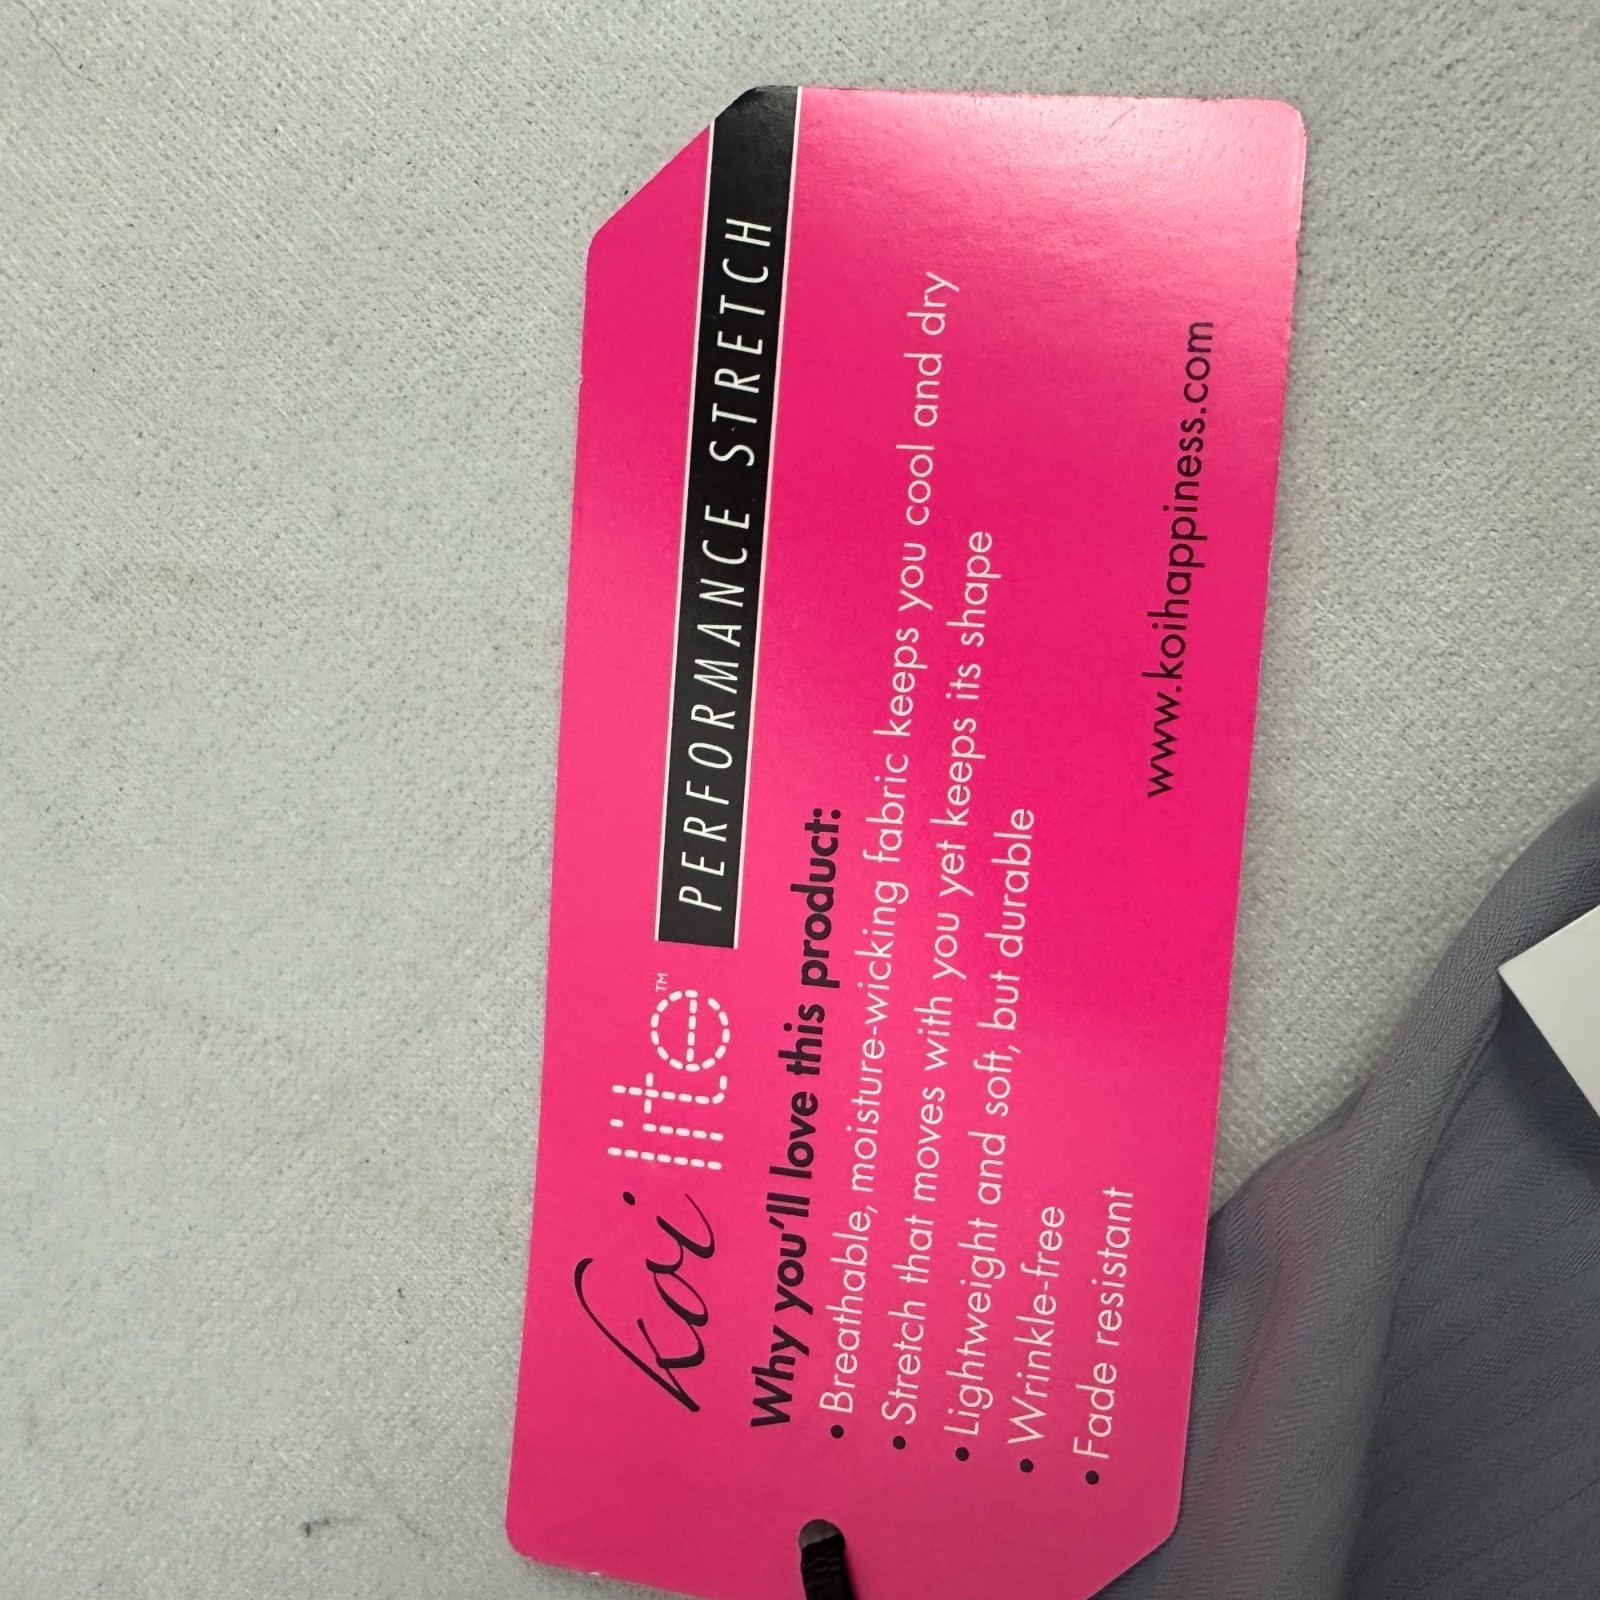 koi lite™ PERFORMANCE STRETCH
Why you'll love this product:
• Breathable, moisture-wicking fabric keeps you cool and dry
• Stretch that moves with you yet keeps its shape
• Lightweight and soft, but durable
• Wrinkle-free
• Fade resistant
www.koihappiness.com